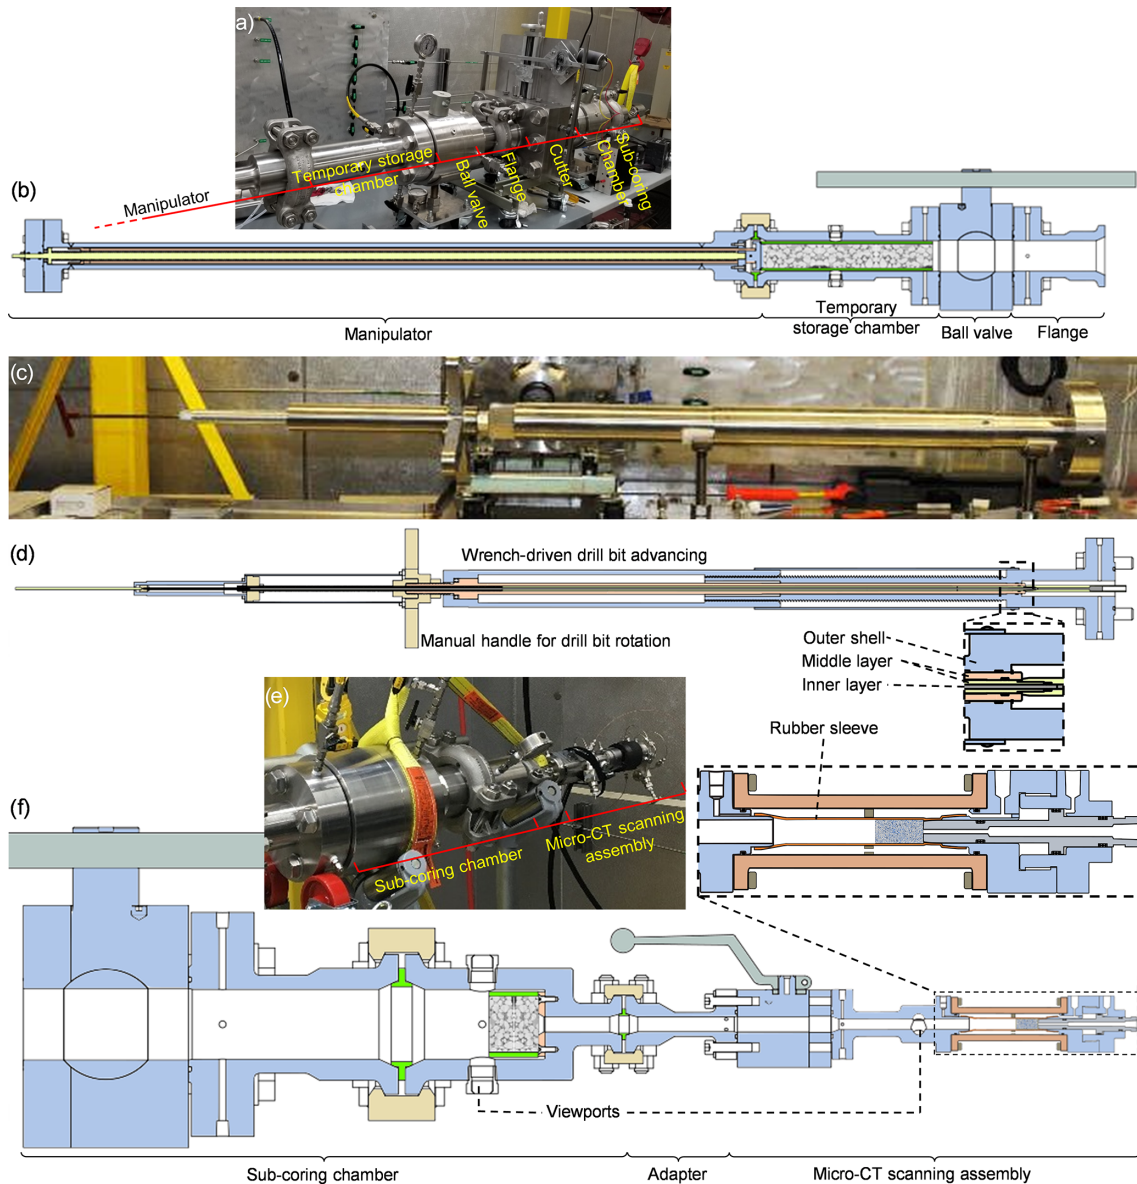 a)
Manipulator
Temporary storage
chamber
Ball valve
Flange
Cutter
Sub-coring
Chamber
(b)
Manipulator
Temporary
storage chamber
Ball valve
Flange
(c)
(d)
Wrench-driven drill bit advancing
Manual handle for drill bit rotation
Outer shell
Middle layer
Inner layer
(e)
Sub-coring chamber
Micro-CT scanning
assembly
Rubber sleeve
(f)
Viewports
Sub-coring chamber
Adapter
Micro-CT scanning assembly